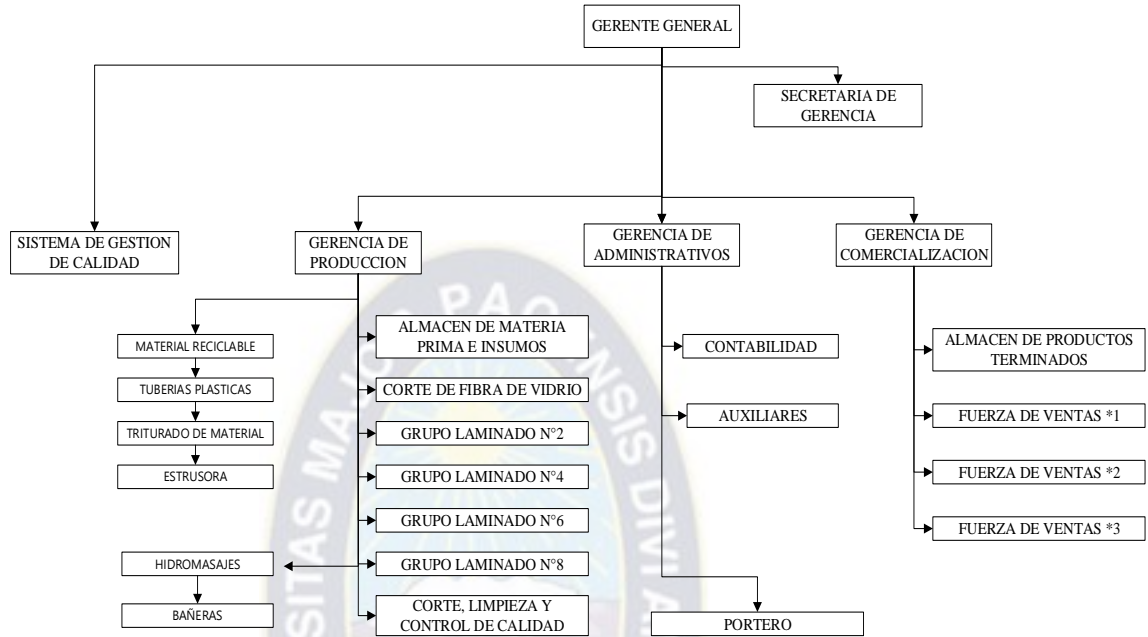 GERENTE GENERAL
SECRETARIA DE
GERENCIA
SISTEMA DE GESTION
DE CALIDAD
GERENCIA DE
PRODUCCION
GERENCIA DE
ADMINISTRATIVOS
GERENCIA DE
COMERCIALIZACION
MATERIAL RECICLABLE
TUBERIAS PLASTICAS
TRITURADO DE MATERIAL
ESTRUSORA
HIDROMASAJES
BAÑERAS
ALMACEN DE MATERIA
PRIMA E INSUMOS
CORTE DE FIBRA DE VIDRIO
GRUPO LAMINADO N°2
GRUPO LAMINADO N°4
GRUPO LAMINADO N°6
GRUPO LAMINADO N°8
CORTE, LIMPIEZA Y
CONTROL DE CALIDAD
CONTABILIDAD
AUXILIARES
PORTERO
ALMACEN DE PRODUCTOS
TERMINADOS
FUERZA DE VENTAS *1
FUERZA DE VENTAS *2
FUERZA DE VENTAS *3